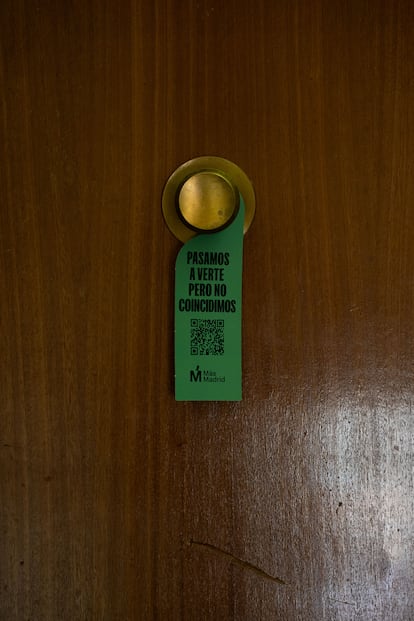 PASAMOS
A VERTE
PERO NO
COINCIDIMOS
Ḿ Más
Madrid